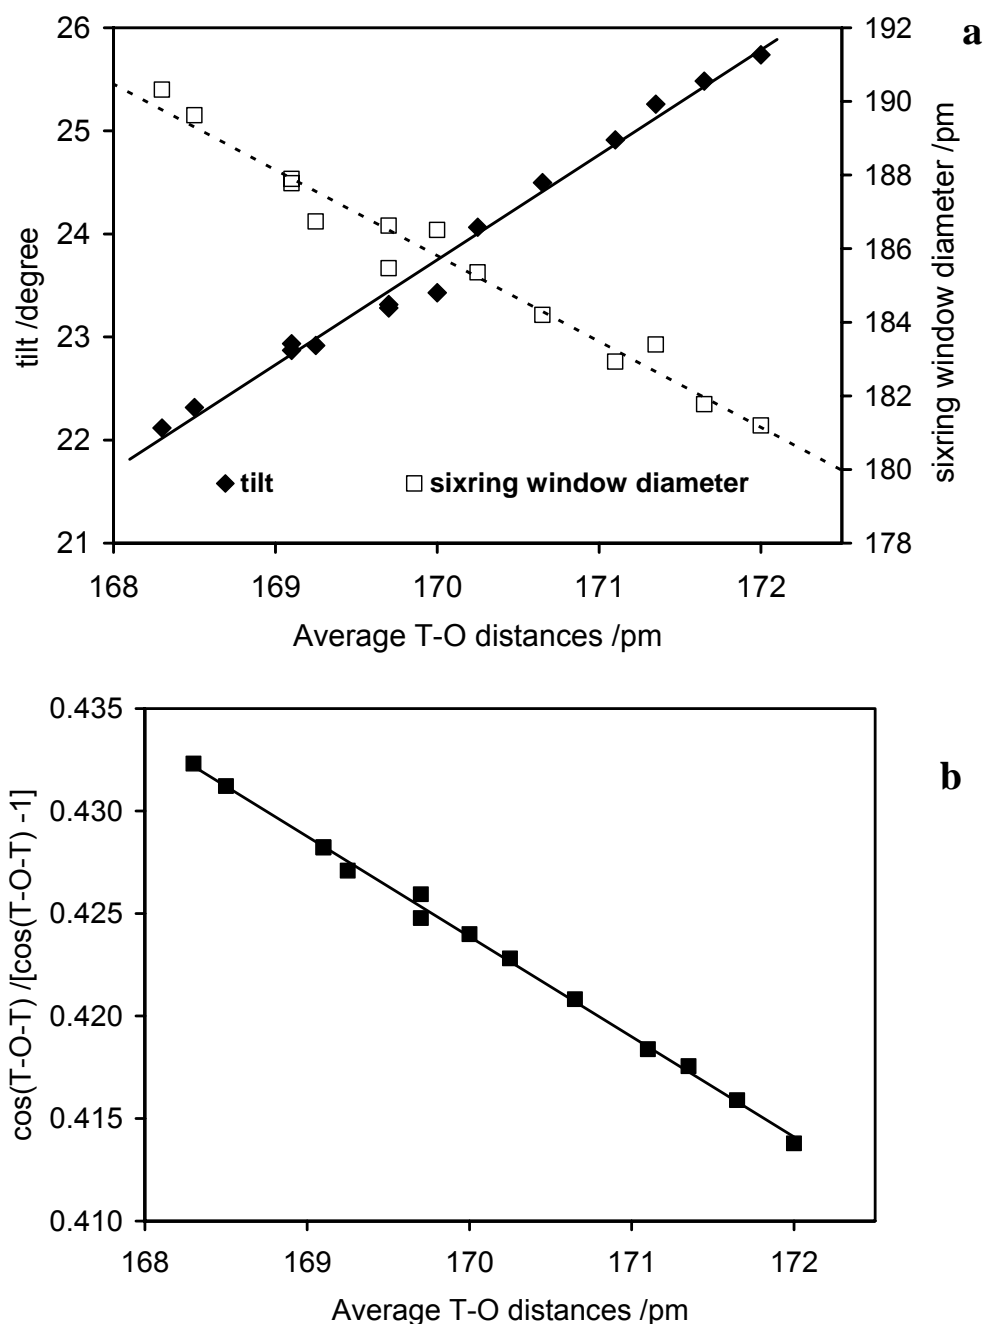 26 192 a
190
25
188
24 186
tilt /degree
sixring window diameter /pm
23 184
182
22
180
tilt sixring window diameter
21 178
168 169 170 171 172
Average T-O distances /pm
0.435
b
0.430
0.425
cos(T-O-T) /[cos(T-O-T) -1]
0.420
0.415
0.410
168 169 170 171 172
Average T-O distances /pm